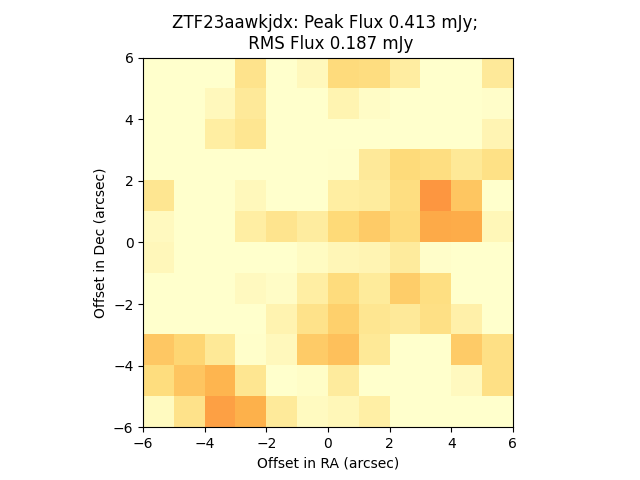 ZTF23aawkjdx: Peak Flux 0.413 mJy;
RMS Flux 0.187 mJy
6
4
2
0
−2
−4
−6
Offset in Dec (arcsec)
−6 −4 −2 0 2 4 6
Offset in RA (arcsec)